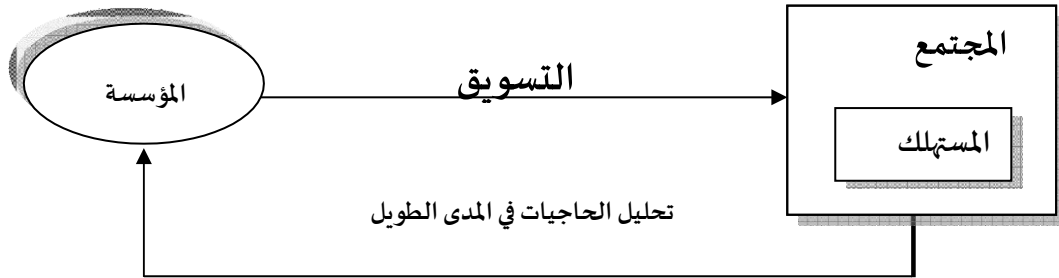 المجتمع
التسويق
المؤسسة
المستهلك
تحليل الحاجيات في المدى الطويل